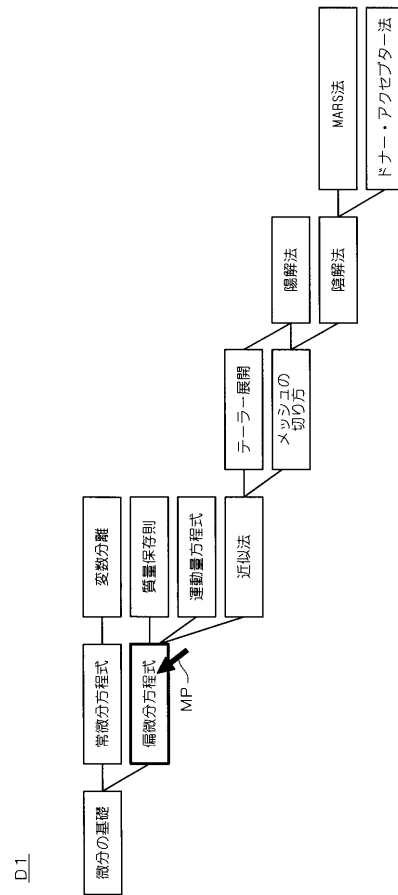 D1
微分の基礎
常微分方程式
変数分離
偏微分方程式
MP
質量保存則
運動量方程式
近似法
テーラー展開
メッシュの
切り方
陽解法
陰解法
MARS法
ドナー・アクセプター法